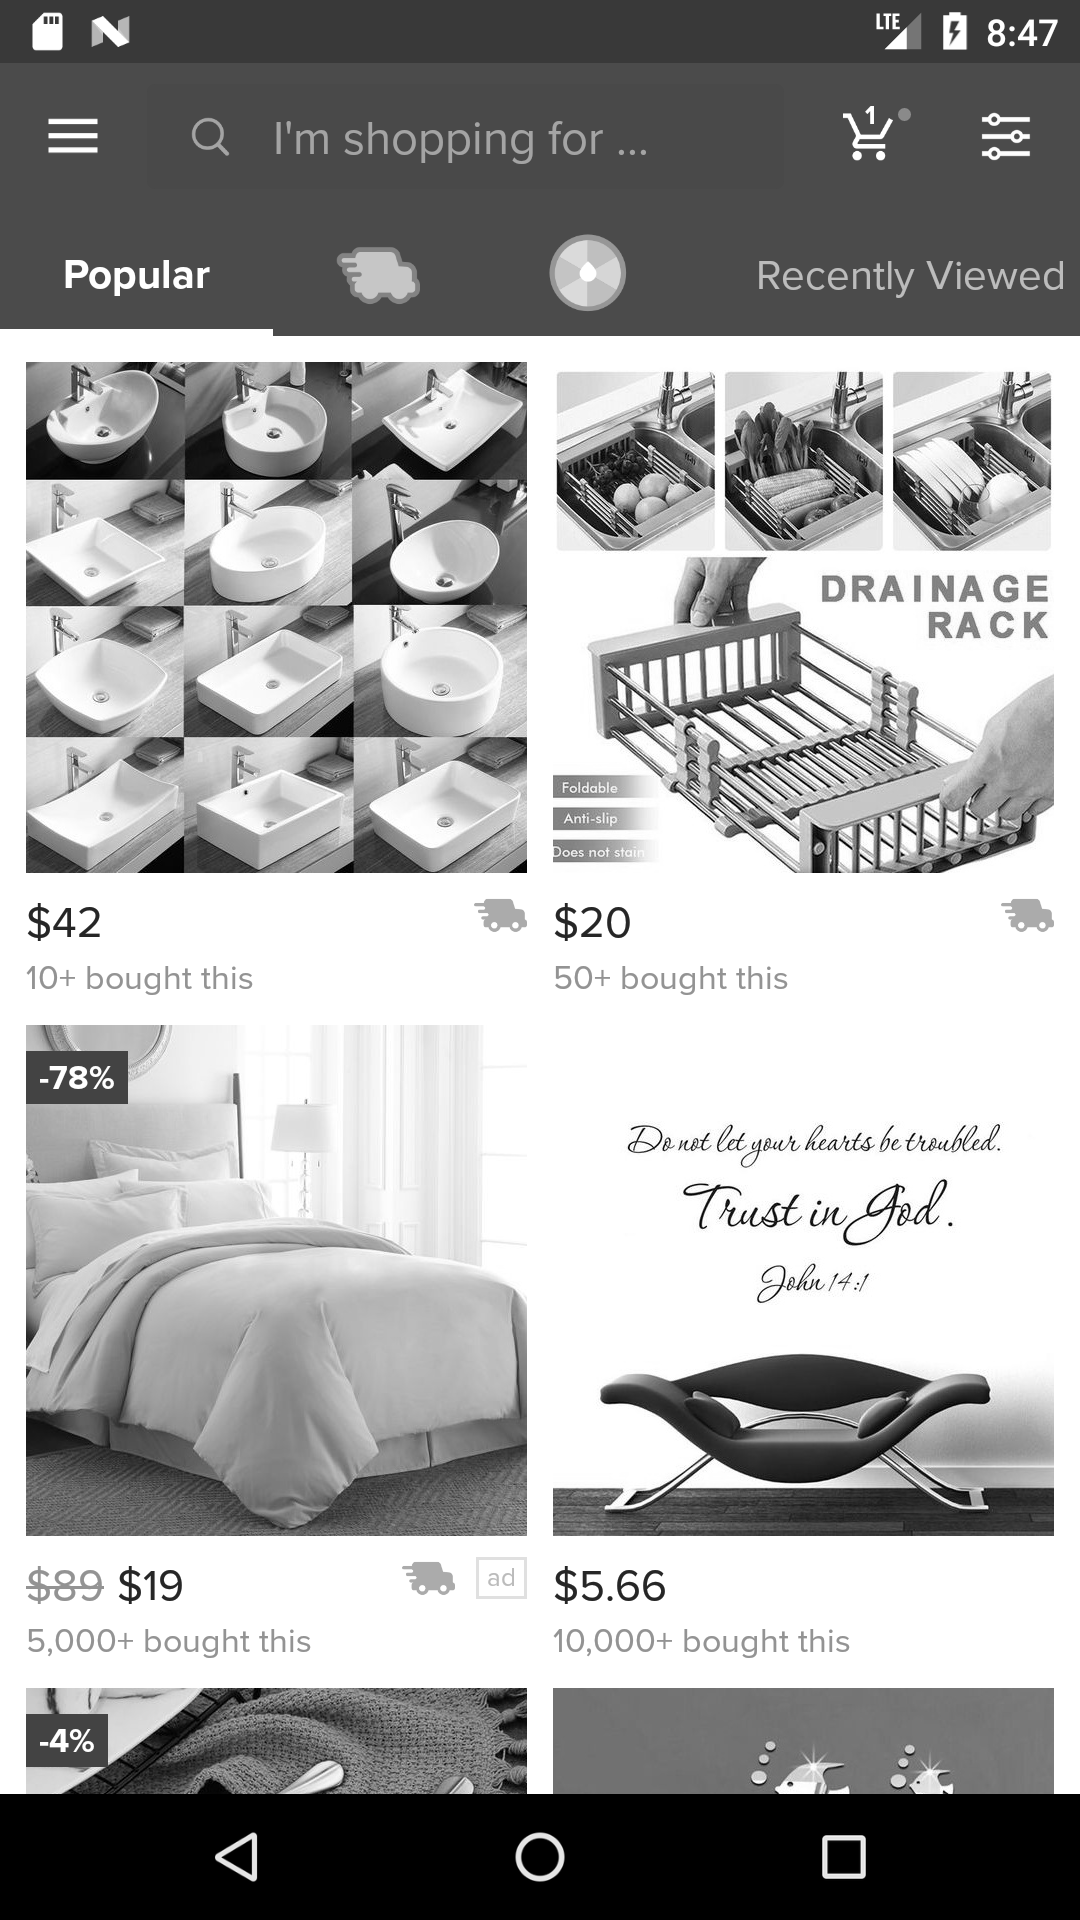 LTE 8:47
I'm shopping for ...
1
Popular
Recently Viewed
DRAINAGE
RACK
Foldable
Anti-slip
Does not stain
$42
10+ bought this
$20
50+ bought this
-78%
Do not let your hearts be troubled.
Trust in God.
John 14:1
$89 $19
ad
5,000+ bought this
$5.66
10,000+ bought this
-4%